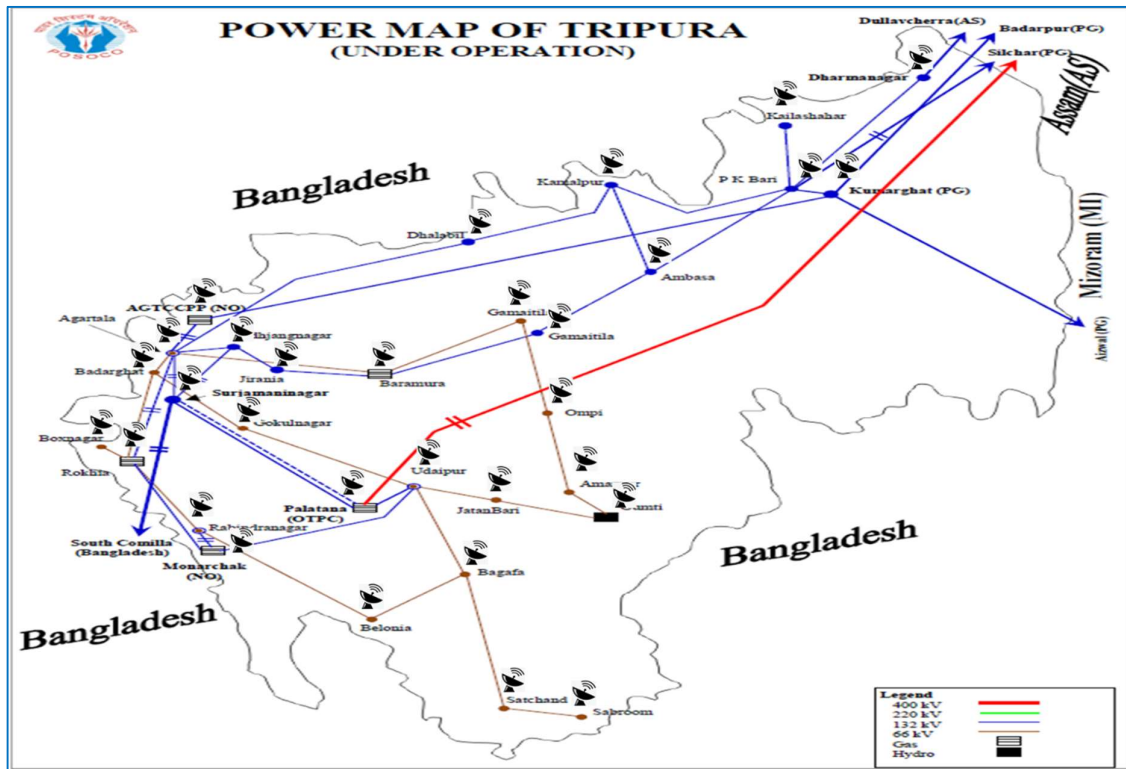 POWER MAP OF TRIPURA
(UNDER OPERATION)
POSOCO
Dullavcherra(AS)
Badarpur(PG)
Silchar(PG)
Dharmanagar
Assam(AS)
Kailashahar
Bangladesh
Kamalpur
P K Bari
Kumarghat (PG)
Mizoram (MI)
Dhalabil
Ambasa
AGTCCPP (NO)
Agartala
Gamaitila
Gamaitila
Aizwal(PG)
Badarghat
Jirania
Baramura
Surjamaninagar
Gokulnagar
Ompi
Boxnagar
Rokhia
Udaipur
Palatana
(OTPC)
JatanBari
South Comilla
(Bangladesh)
Monarchak
(NO)
Bagafa
Bangladesh
Bangladesh
Belonia
Satchand
Sabroom
Legend
400 kV
220 kV
132 kV
66 kV
Gas
Hydro